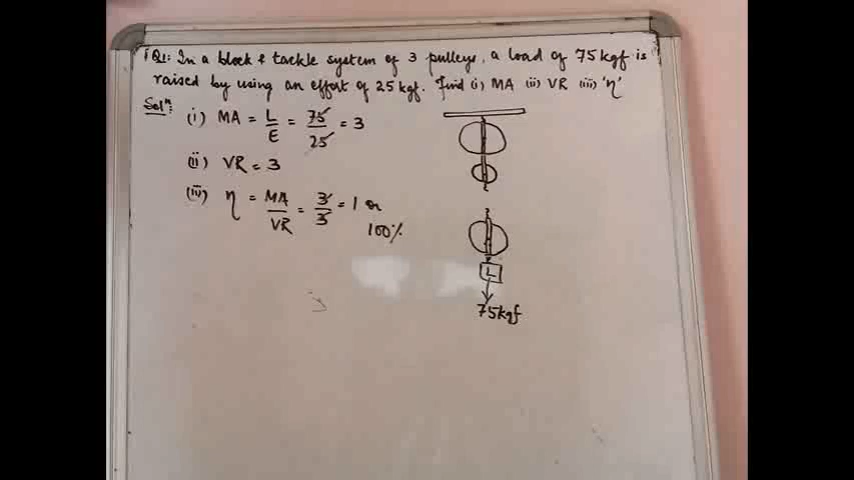 Q1: In a block & tackle system of 3 pulleys, a load of 75 kgf is
raised by using an effort of 25 kgf. Find (i) MA (ii) VR (iii) 'η'
Solⁿ:
(i) MA = L/E = 75/25 = 3
(ii) VR = 3
(iii) η = MA/VR = 3/3 = 1 or
100%
L
75kgf